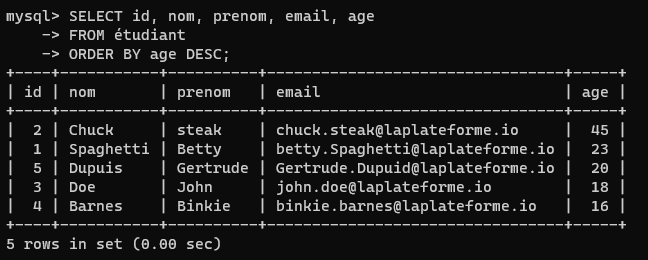 mysql> SELECT id, nom, prenom, email, age
    -> FROM étudiant
    -> ORDER BY age DESC;
+----+-----------+----------+--------------------------------+-----+
| id | nom       | prenom   | email                          | age |
+----+-----------+----------+--------------------------------+-----+
|  2 | Chuck     | steak    | chuck.steak@laplateforme.io    |  45 |
|  1 | Spaghetti | Betty    | betty.Spaghetti@laplateforme.io |  23 |
|  5 | Dupuis    | Gertrude | Gertrude.Dupuid@laplateforme.io |  20 |
|  3 | Doe       | John     | john.doe@laplateforme.io       |  18 |
|  4 | Barnes    | Binkie   | binkie.barnes@laplateforme.io  |  16 |
+----+-----------+----------+--------------------------------+-----+
5 rows in set (0.00 sec)